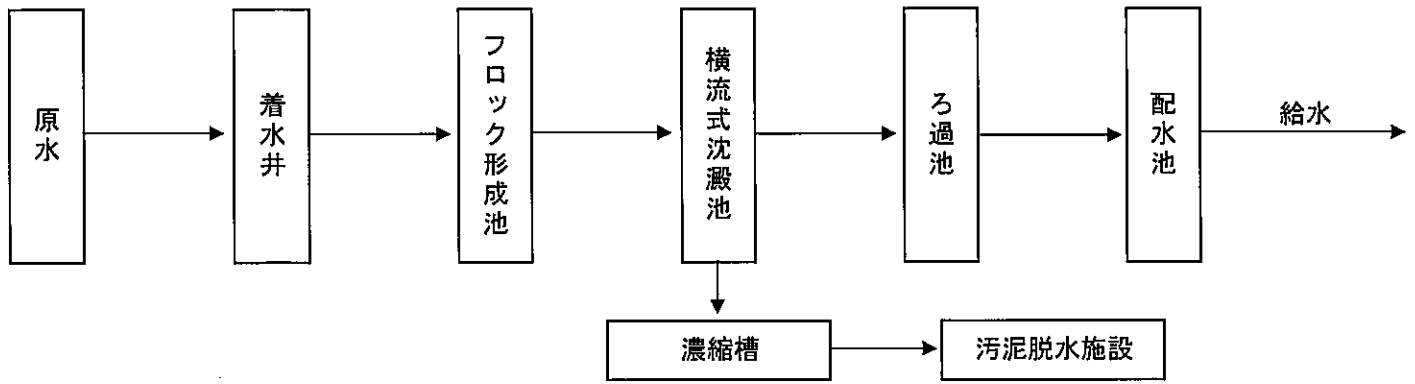 原水
着水井
フロック形成池
横流式沈澱池
ろ過池
配水池
給水
濃縮槽
汚泥脱水施設